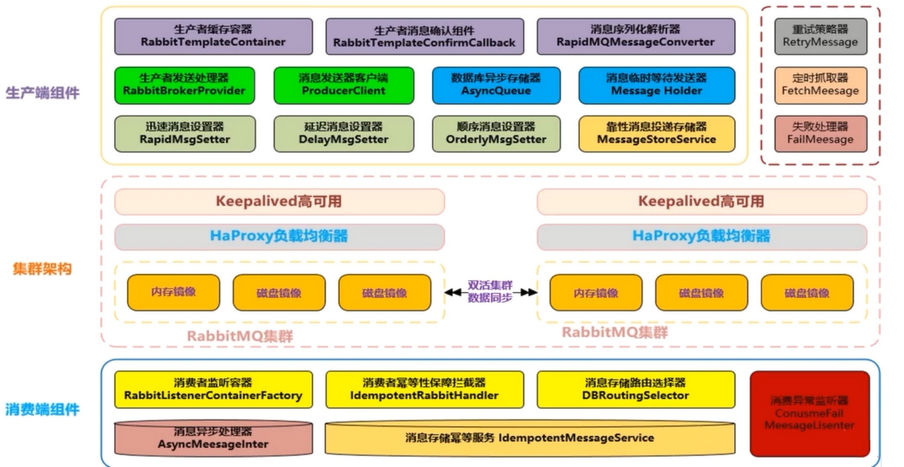 生产者缓存容器
RabbitTemplateContainer
生产者消息确认组件
RabbitTemplateConfirmCallback
消息序列化解析器
RapidMQMessageConverter
重试策略器
RetryMessage
生产端组件
生产者发送处理器
RabbitBrokerProvider
消息发送器客户端
ProducerClient
数据库异步存储器
AsyncQueue
消息临时等待发送器
Message Holder
定时抓取器
FetchMeesage
迅速消息设置器
RapidMsgSetter
延迟消息设置器
DelayMsgSetter
顺序消息设置器
OrderlyMsgSetter
靠性消息投递存储器
MessageStoreService
失败处理器
FailMeesage
Keepalived高可用
Keepalived高可用
HaProxy负载均衡器
HaProxy负载均衡器
集群架构
内存镜像
磁盘镜像
磁盘镜像
双活集群
数据同步
内存镜像
磁盘镜像
磁盘镜像
RabbitMQ集群
RabbitMQ集群
消费端组件
消费者监听容器
RabbitListenerContainerFactory
消费者幂等性保障拦截器
IdempotentRabbitHandler
消息存储路由选择器
DBRoutingSelector
消费异常监听器
ConusmeFail
MeesageLisenter
消息异步处理器
AsyncMeesageInter
消息存储幂等服务 IdempotentMessageService